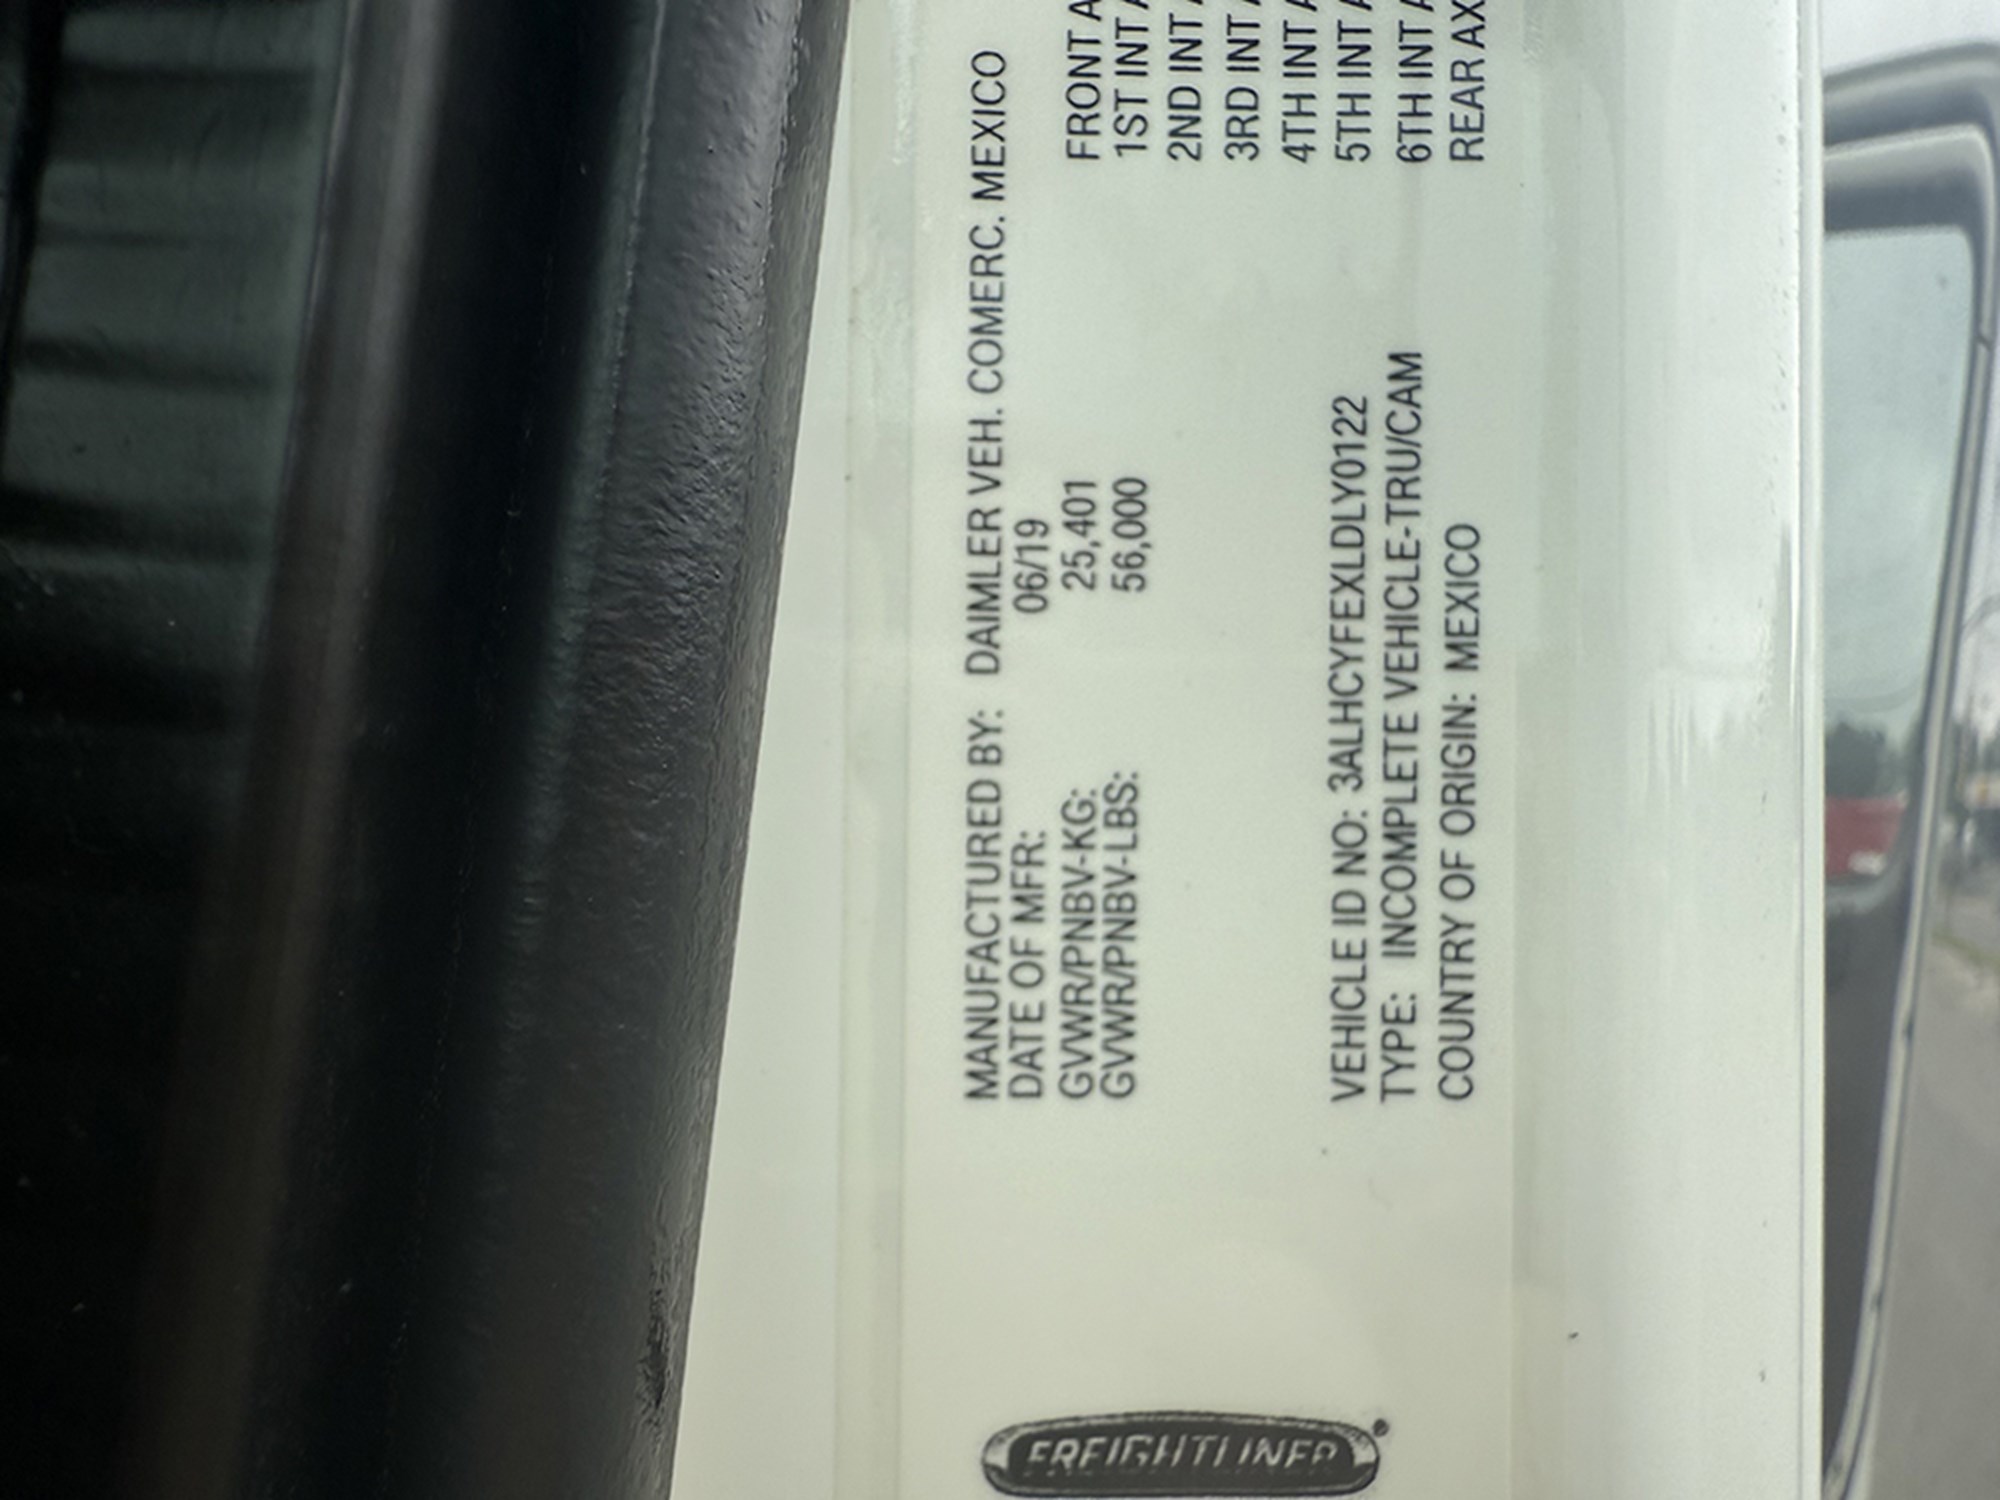 FREIGHTLINER
MANUFACTURED BY: DAIMLER VEH. COMERC. MEXICO
DATE OF MFR: 06/19
GVWR/PNBV-KG: 25,401
GVWR/PNBV-LBS: 56,000
VEHICLE ID NO: 3ALHCYFEXLDLY0122
TYPE: INCOMPLETE VEHICLE-TRU/CAM
COUNTRY OF ORIGIN: MEXICO
FRONT A
1ST INT A
2ND INT A
3RD INT A
4TH INT A
5TH INT A
6TH INT A
REAR AX